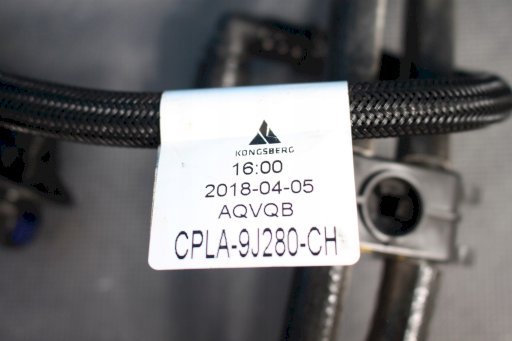 KONGSBERG
16:00
2018-04-05
AQVQB
CPLA-9J280-CH